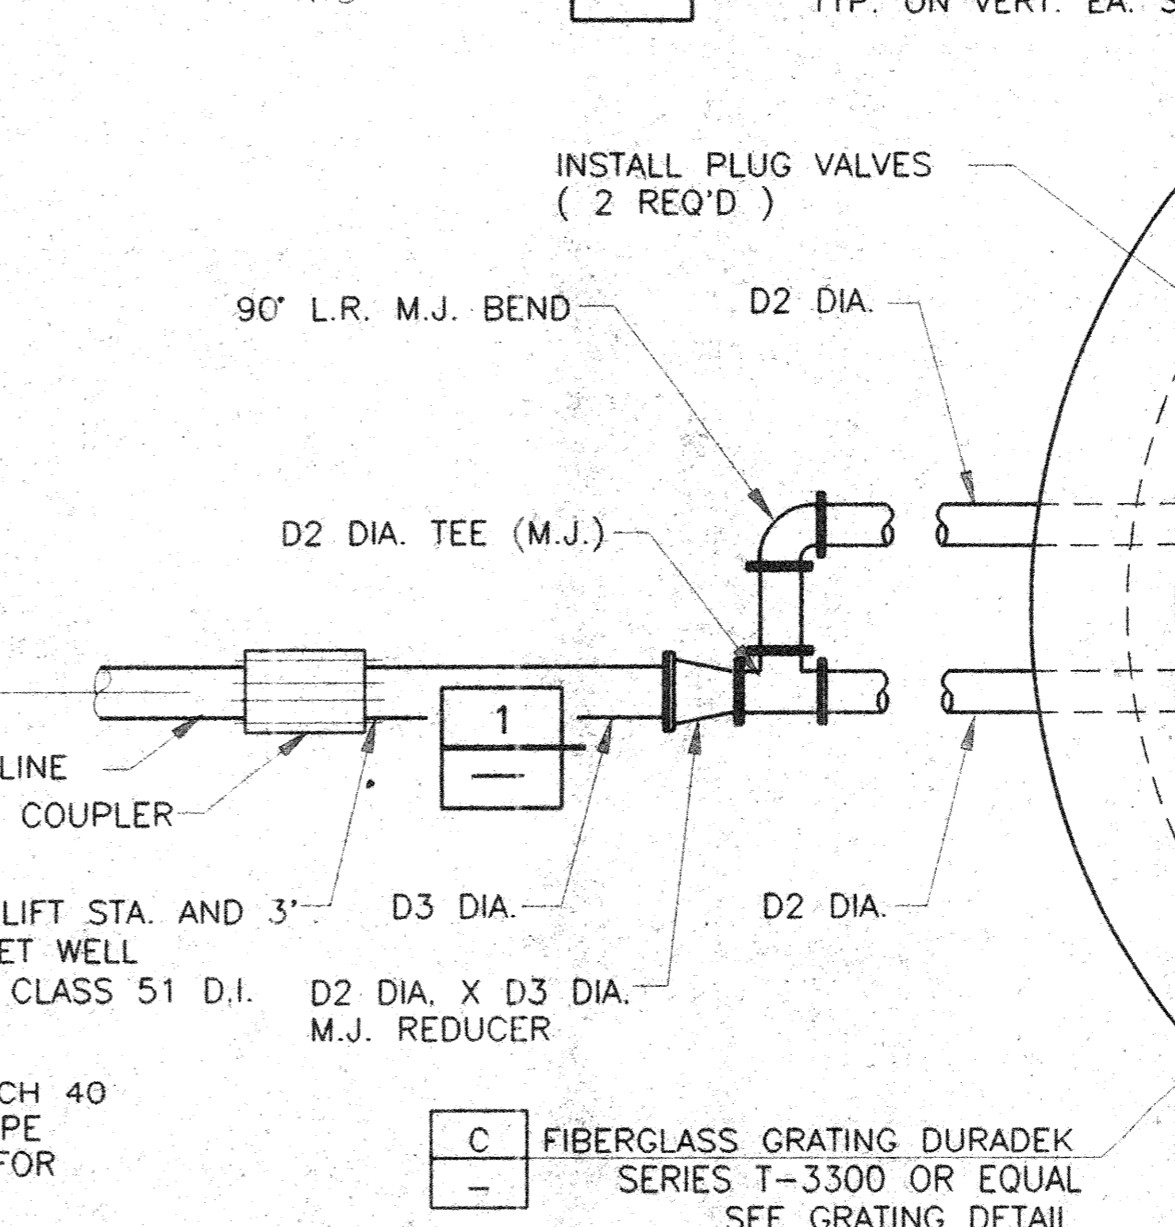 TYP. ON VERT. EA. S
INSTALL PLUG VALVES
( 2 REQ'D )
90° L.R. M.J. BEND
D2 DIA.
D2 DIA. TEE (M.J.)
1
LINE
COUPLER
LIFT STA. AND 3'
ET WELL
CLASS 51 D.I.
D3 DIA.
D2 DIA.
D2 DIA. X D3 DIA.
M.J. REDUCER
CH 40
PE
FOR
C
-
FIBERGLASS GRATING DURADEK
SERIES T-3300 OR EQUAL
SEE GRATING DETAIL